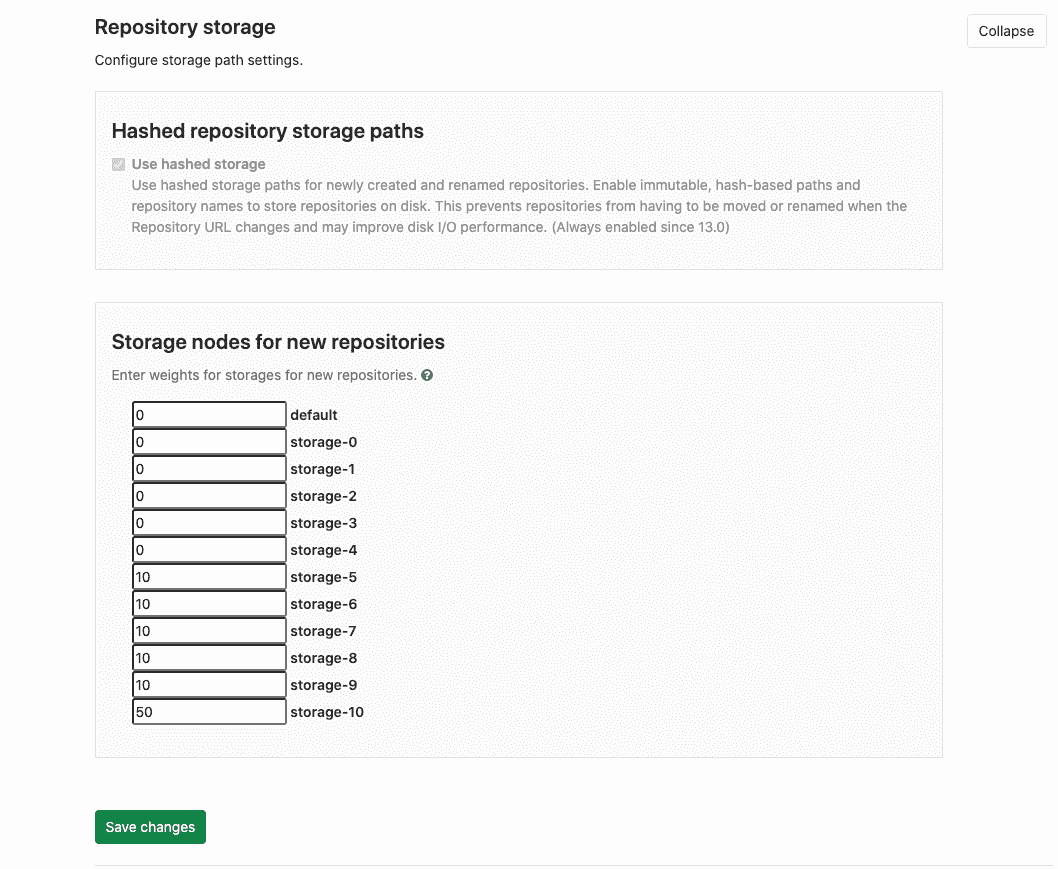 Repository storage
Collapse
Configure storage path settings.
Hashed repository storage paths
Use hashed storage
Use hashed storage paths for newly created and renamed repositories. Enable immutable, hash-based paths and
repository names to store repositories on disk. This prevents repositories from having to be moved or renamed when the
Repository URL changes and may improve disk I/O performance. (Always enabled since 13.0)
Storage nodes for new repositories
Enter weights for storages for new repositories. ?
0 default
0 storage-0
0 storage-1
0 storage-2
0 storage-3
0 storage-4
10 storage-5
10 storage-6
10 storage-7
10 storage-8
10 storage-9
50 storage-10
Save changes